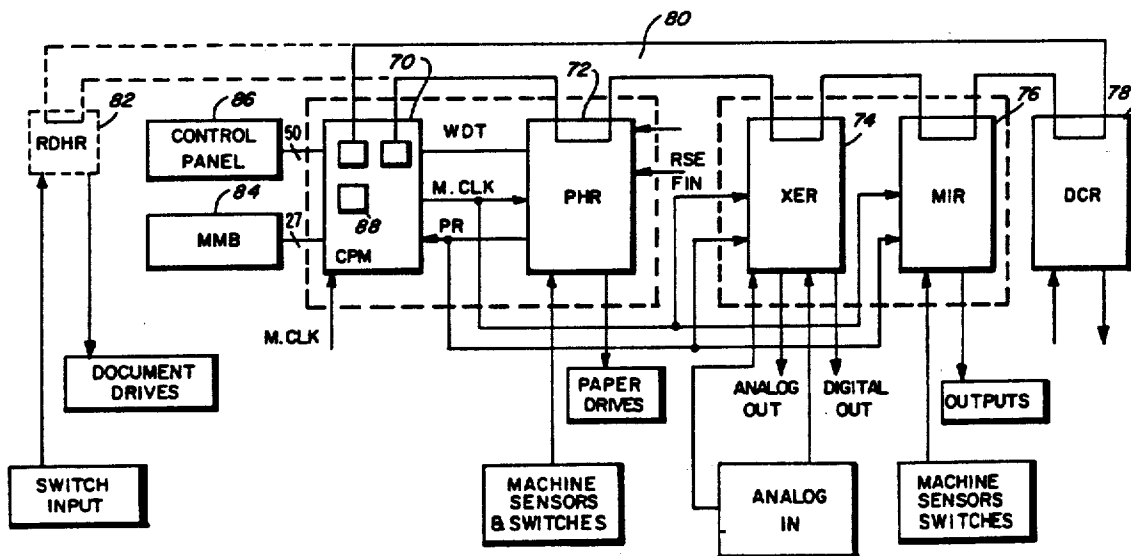 80
70
72
74
76
78
82
86
RDHR
CONTROL
PANEL
50
84
MMB
27
88
CPM
WDT
M.CLK
PR
PHR
RSE
FIN
XER
MIR
DCR
M.CLK
DOCUMENT
DRIVES
PAPER
DRIVES
ANALOG
OUT
DIGITAL
OUT
OUTPUTS
SWITCH
INPUT
MACHINE
SENSORS
& SWITCHES
ANALOG
IN
MACHINE
SENSORS
SWITCHES